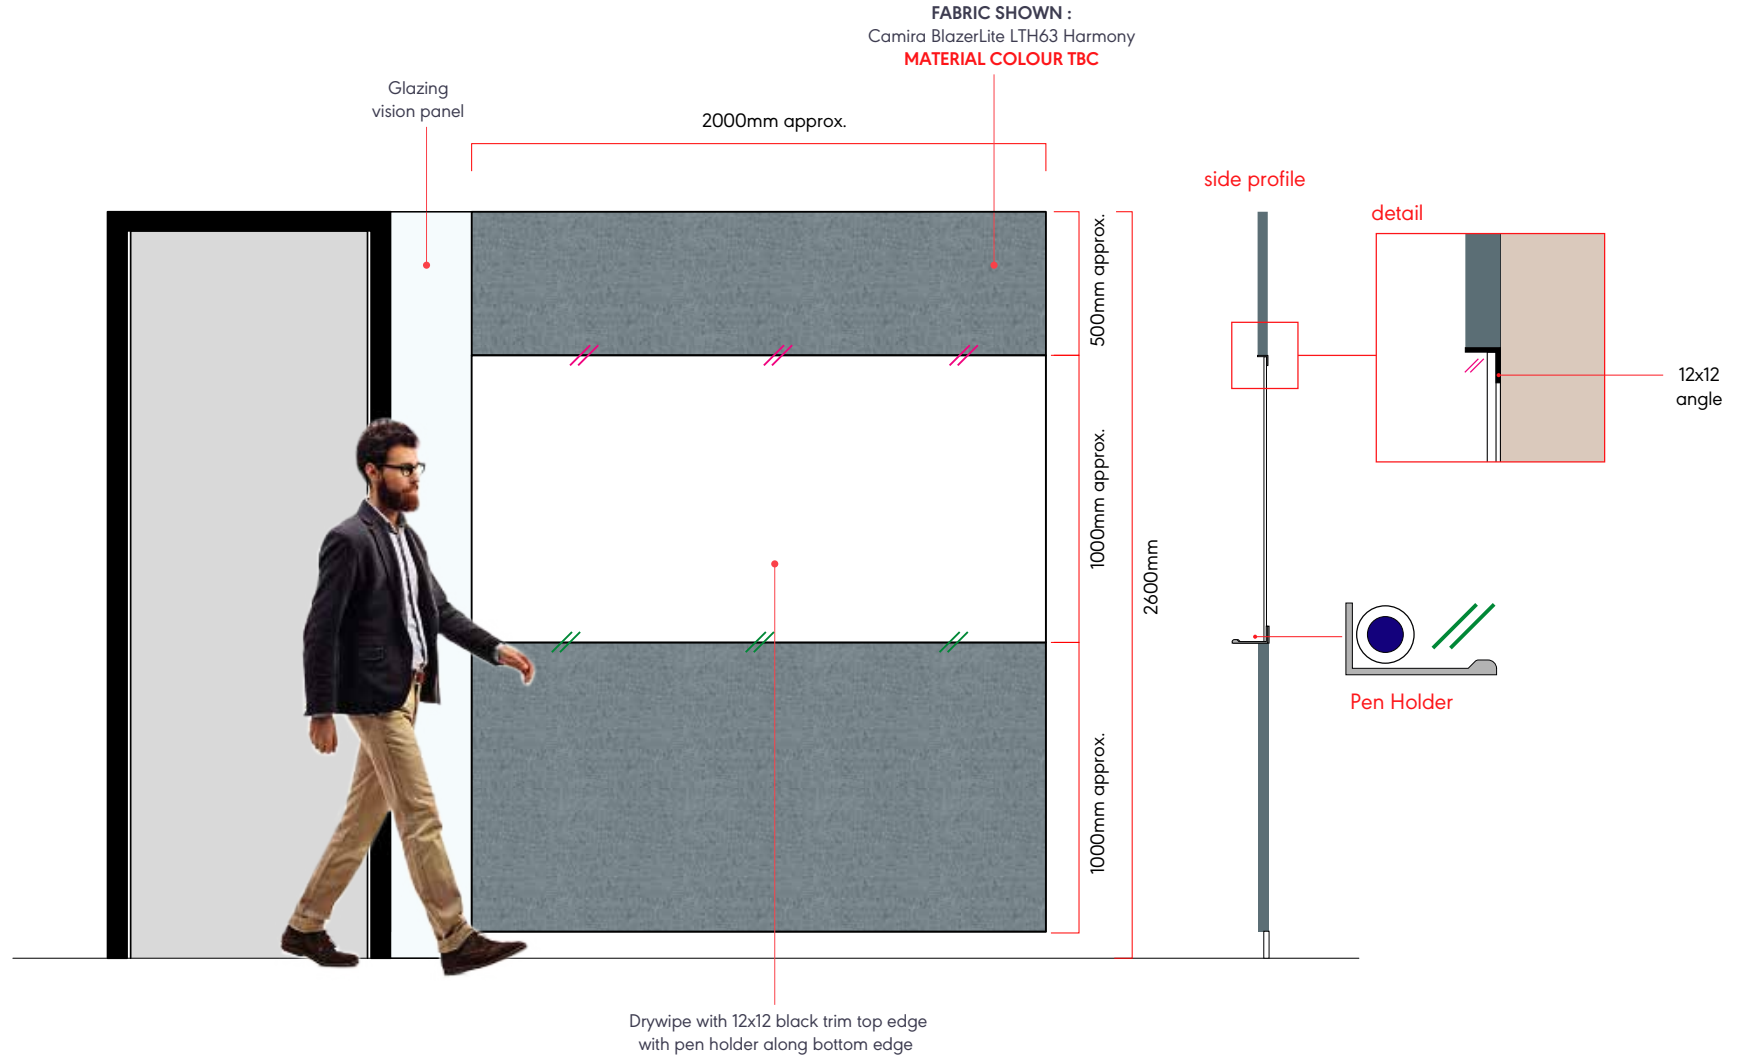 FABRIC SHOWN :
Camira BlazerLite LTH63 Harmony
MATERIAL COLOUR TBC
Glazing
vision panel
2000mm approx.
side profile
detail
500mm approx.
12x12
angle
1000mm approx.
2600mm
Pen Holder
1000mm approx.
Drywipe with 12x12 black trim top edge
with pen holder along bottom edge